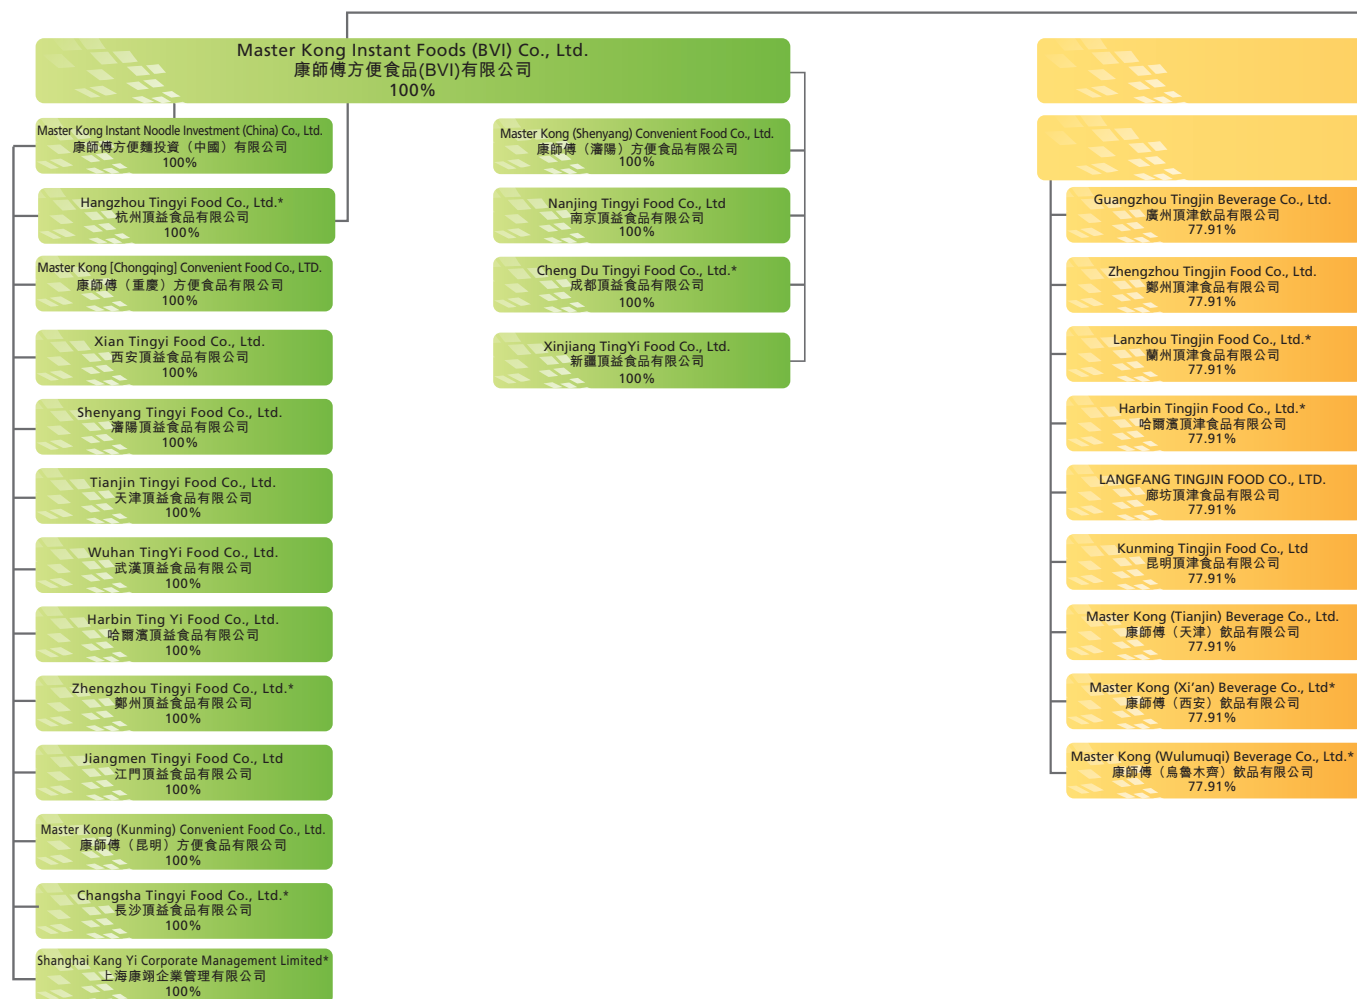 Master Kong Instant Foods (BVI) Co., Ltd.
康師傅方便食品(BVI)有限公司
100%
Master Kong Instant Noodle Investment (China) Co., Ltd.
康師傅方便麵投資（中國）有限公司
100%
Hangzhou Tingyi Food Co., Ltd.*
杭州頂益食品有限公司
100%
Master Kong [Chongqing] Convenient Food Co., LTD.
康師傅（重慶）方便食品有限公司
100%
Xian Tingyi Food Co., Ltd.
西安頂益食品有限公司
100%
Shenyang Tingyi Food Co., Ltd.
瀋陽頂益食品有限公司
100%
Tianjin Tingyi Food Co., Ltd.
天津頂益食品有限公司
100%
Wuhan TingYi Food Co., Ltd.
武漢頂益食品有限公司
100%
Harbin Ting Yi Food Co., Ltd.
哈爾濱頂益食品有限公司
100%
Zhengzhou Tingyi Food Co., Ltd.*
鄭州頂益食品有限公司
100%
Jiangmen Tingyi Food Co., Ltd
江門頂益食品有限公司
100%
Master Kong (Kunming) Convenient Food Co., Ltd.
康師傅（昆明）方便食品有限公司
100%
Changsha Tingyi Food Co., Ltd.*
長沙頂益食品有限公司
100%
Shanghai Kang Yi Corporate Management Limited*
上海康翊企業管理有限公司
100%
Master Kong (Shenyang) Convenient Food Co., Ltd.
康師傅（瀋陽）方便食品有限公司
100%
Nanjing Tingyi Food Co., Ltd
南京頂益食品有限公司
100%
Cheng Du Tingyi Food Co., Ltd.*
成都頂益食品有限公司
100%
Xinjiang TingYi Food Co., Ltd.
新疆頂益食品有限公司
100%
Guangzhou Tingjin Beverage Co., Ltd.
廣州頂津飲品有限公司
77.91%
Zhengzhou Tingjin Food Co., Ltd.
鄭州頂津食品有限公司
77.91%
Lanzhou Tingjin Food Co., Ltd.*
蘭州頂津食品有限公司
77.91%
Harbin Tingjin Food Co., Ltd.*
哈爾濱頂津食品有限公司
77.91%
LANGFANG TINGJIN FOOD CO., LTD.
廊坊頂津食品有限公司
77.91%
Kunming Tingjin Food Co., Ltd
昆明頂津食品有限公司
77.91%
Master Kong (Tianjin) Beverage Co., Ltd.
康師傅（天津）飲品有限公司
77.91%
Master Kong (Xi‘an) Beverage Co., Ltd*
康師傅（西安）飲品有限公司
77.91%
Master Kong (Wulumuqi) Beverage Co., Ltd.*
康師傅（烏魯木齊）飲品有限公司
77.91%